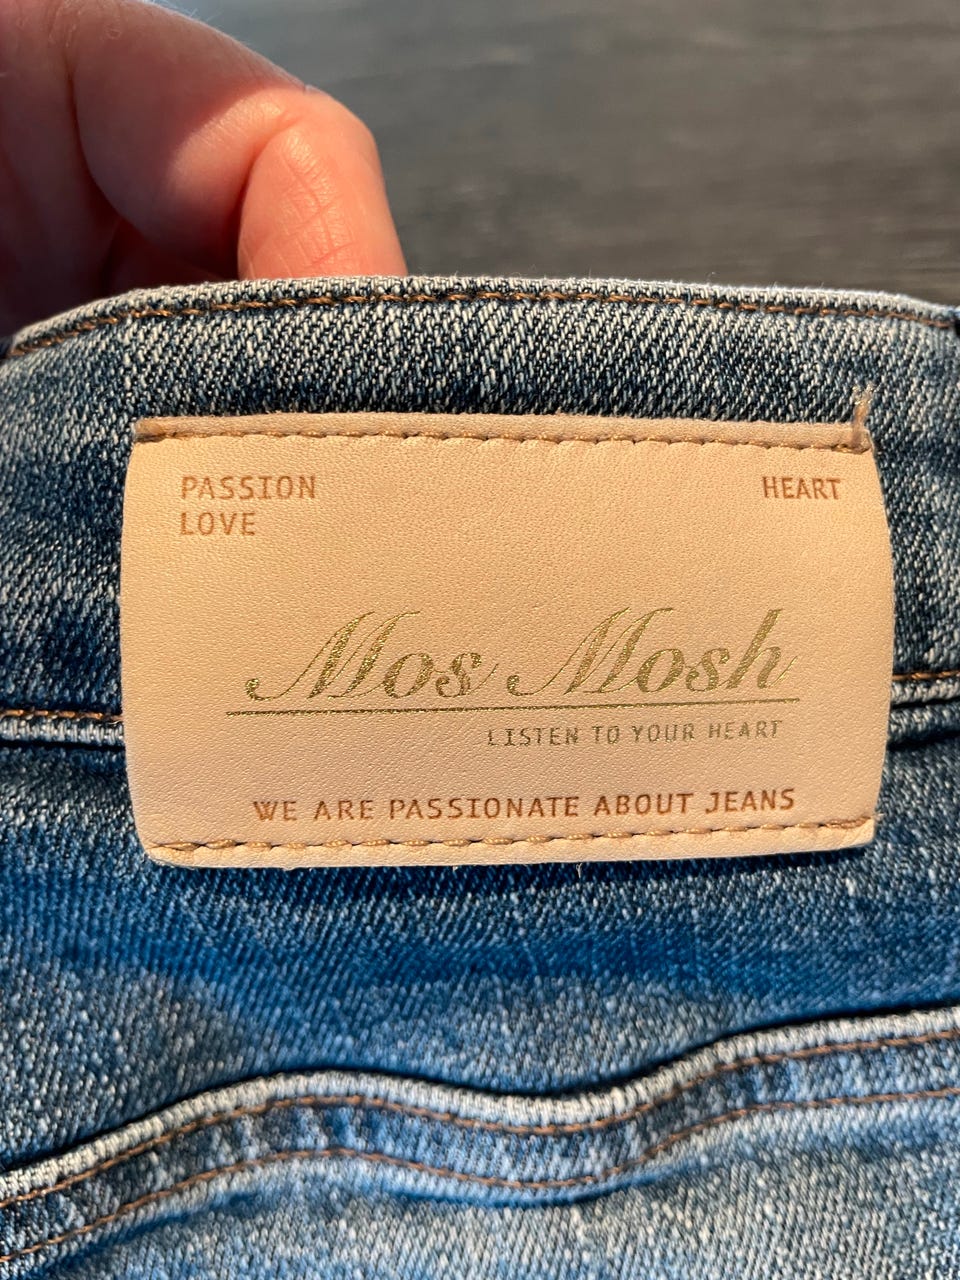 PASSION
LOVE
HEART
Mos Mosh
LISTEN TO YOUR HEART
WE ARE PASSIONATE ABOUT JEANS